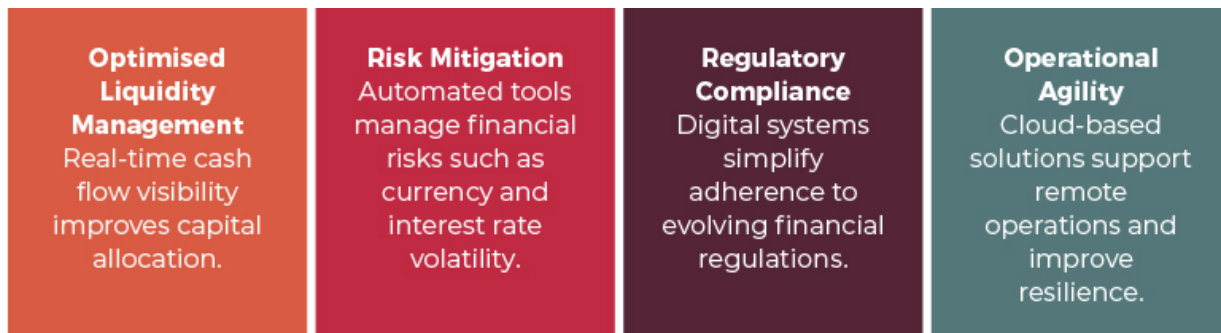 Optimised
Liquidity
Management
Real-time cash
flow visibility
improves capital
allocation.
Risk Mitigation
Automated tools
manage financial
risks such as
currency and
interest rate
volatility.
Regulatory
Compliance
Digital systems
simplify
adherence to
evolving financial
regulations.
Operational
Agility
Cloud-based
solutions support
remote
operations and
improve
resilience.